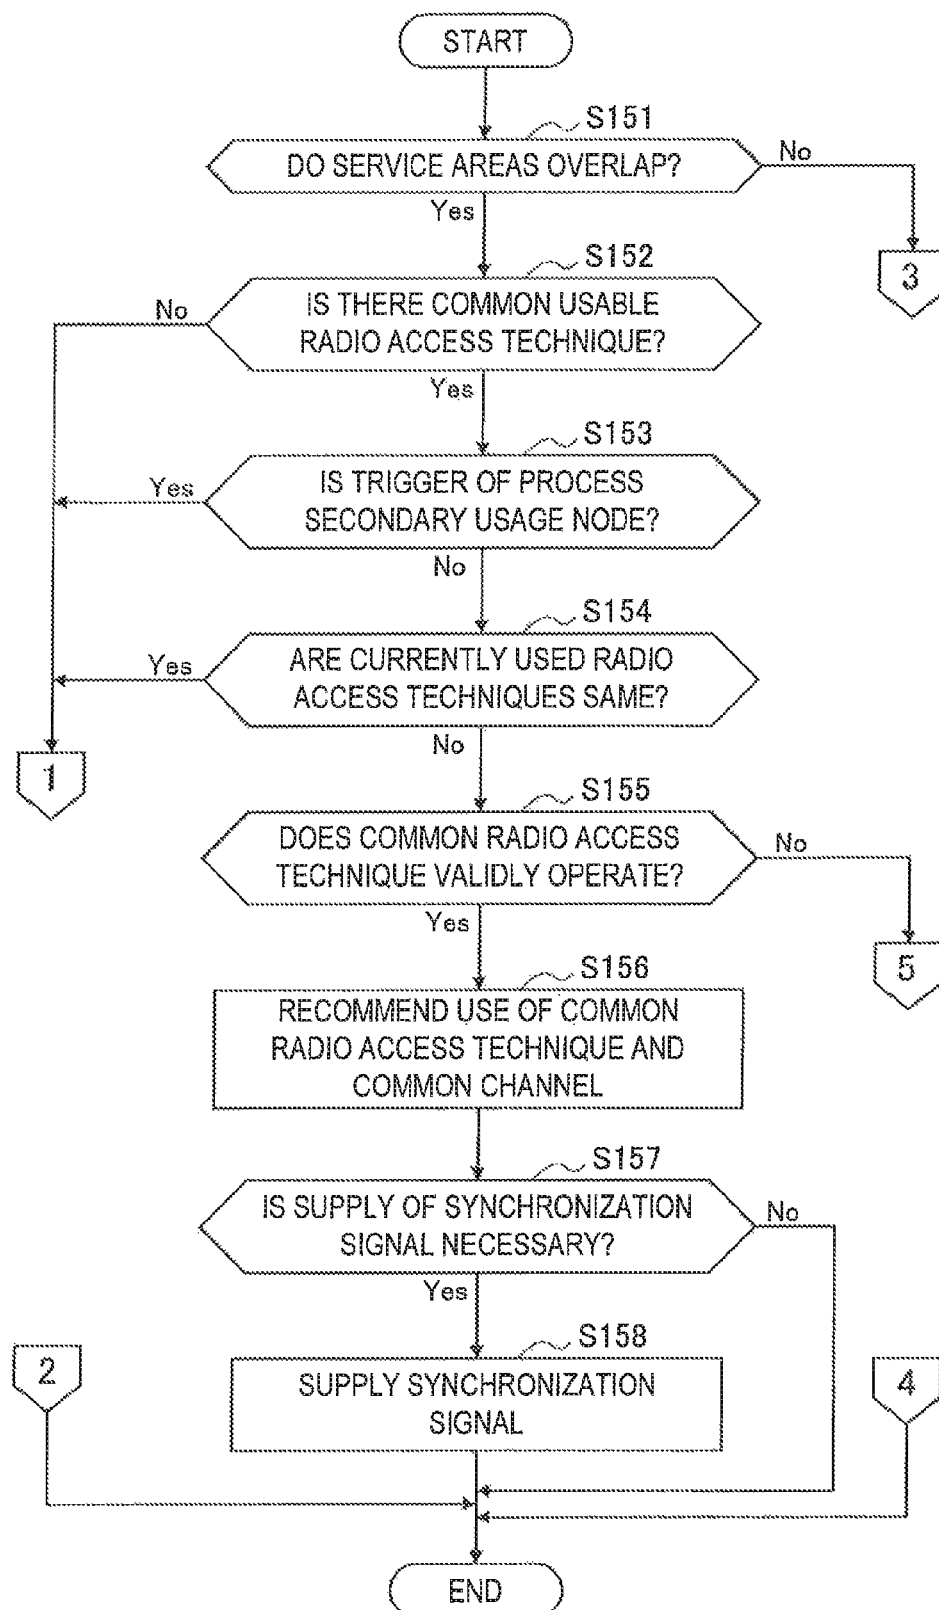 START
S151
DO SERVICE AREAS OVERLAP?
No
Yes
3
S152
IS THERE COMMON USABLE
RADIO ACCESS TECHNIQUE?
No
Yes
S153
IS TRIGGER OF PROCESS
SECONDARY USAGE NODE?
Yes
No
S154
ARE CURRENTLY USED RADIO
ACCESS TECHNIQUES SAME?
Yes
No
1
S155
DOES COMMON RADIO ACCESS
TECHNIQUE VALIDLY OPERATE?
No
Yes
5
S156
RECOMMEND USE OF COMMON
RADIO ACCESS TECHNIQUE AND
COMMON CHANNEL
S157
IS SUPPLY OF SYNCHRONIZATION
SIGNAL NECESSARY?
No
Yes
2
S158
SUPPLY SYNCHRONIZATION
SIGNAL
4
END